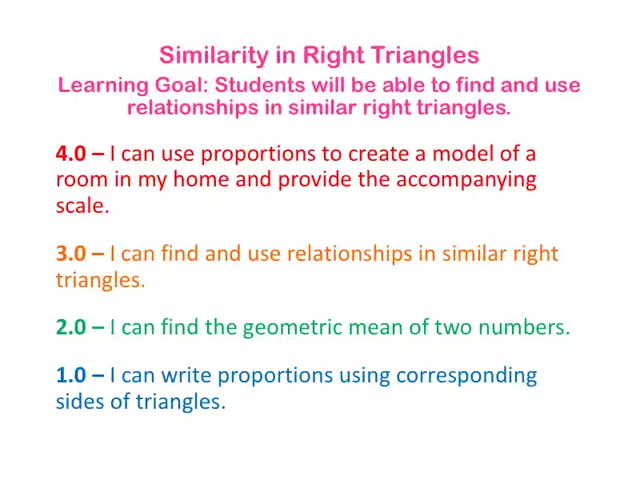 Similarity in Right Triangles
Learning Goal: Students will be able to find and use
relationships in similar right triangles.
4.0 – I can use proportions to create a model of a
room in my home and provide the accompanying
scale.
3.0 – I can find and use relationships in similar right
triangles.
2.0 – I can find the geometric mean of two numbers.
1.0 – I can write proportions using corresponding
sides of triangles.